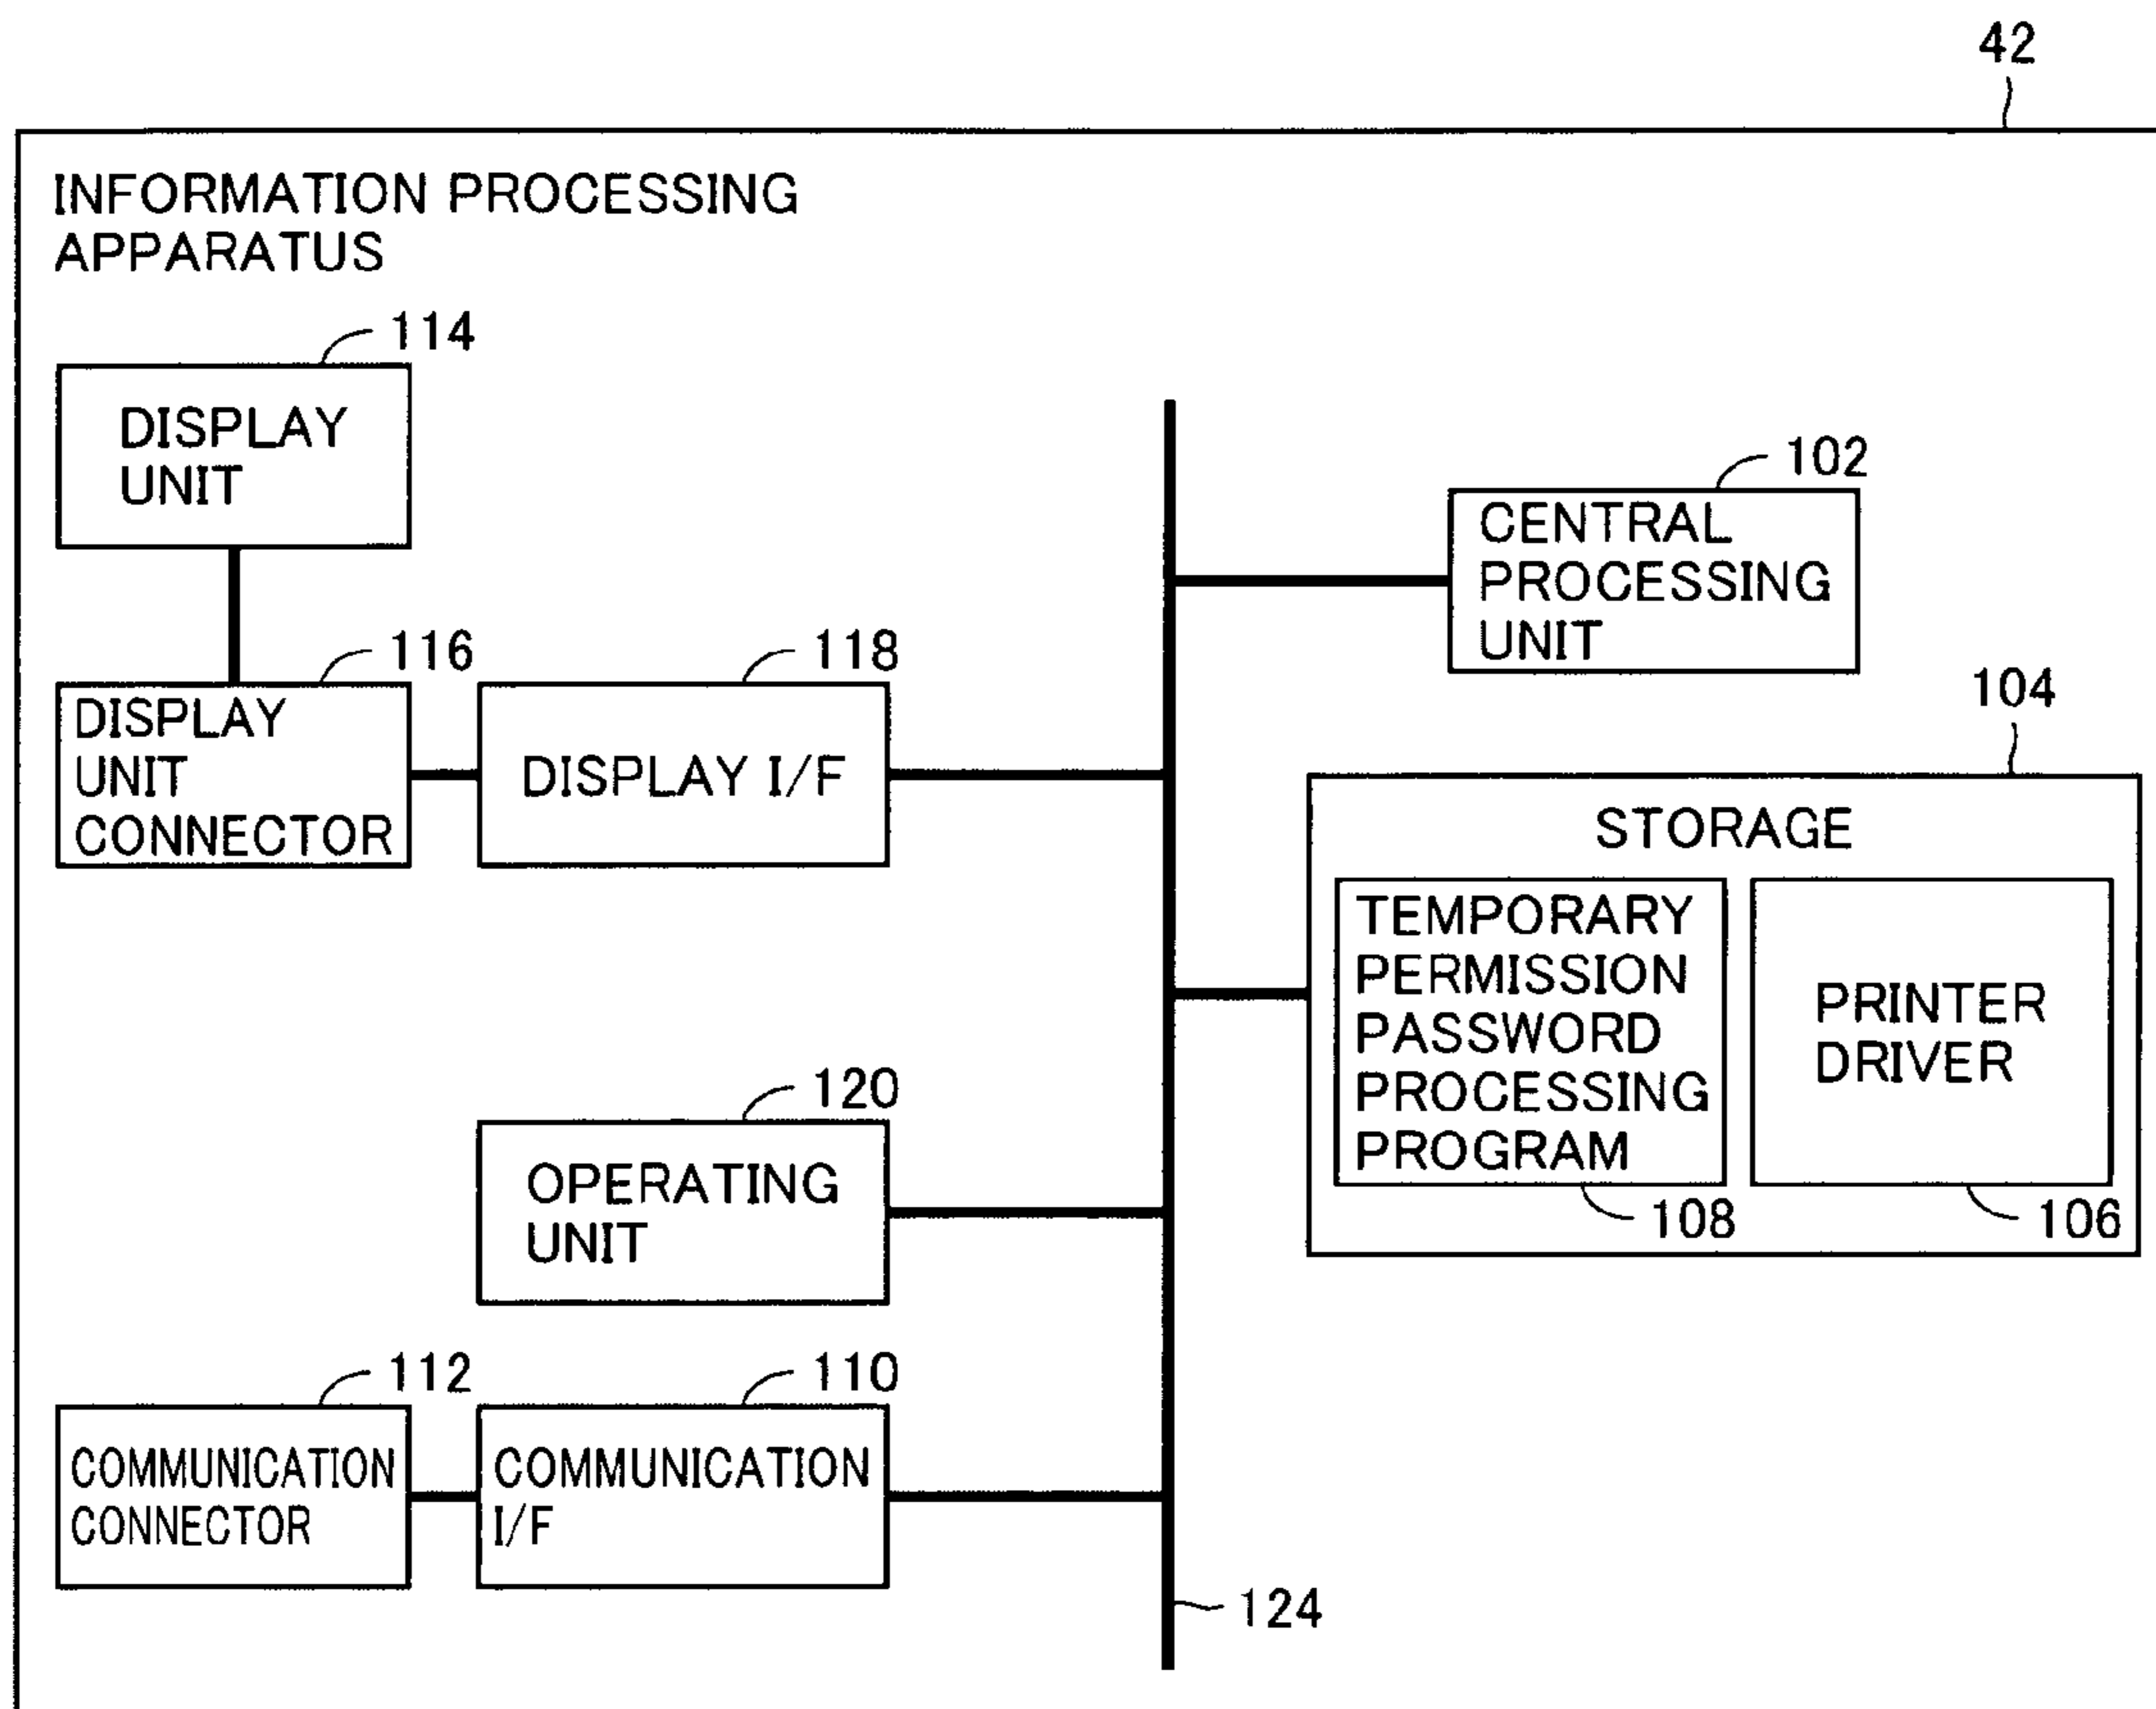 42
INFORMATION PROCESSING
APPARATUS
114
DISPLAY
UNIT
102
CENTRAL
PROCESSING
UNIT
116
DISPLAY
UNIT
CONNECTOR
118
DISPLAY I/F
104
STORAGE
TEMPORARY
PERMISSION
PASSWORD
PROCESSING
PROGRAM
108
PRINTER
DRIVER
106
120
OPERATING
UNIT
112
COMMUNICATION
CONNECTOR
110
COMMUNICATION
I/F
124